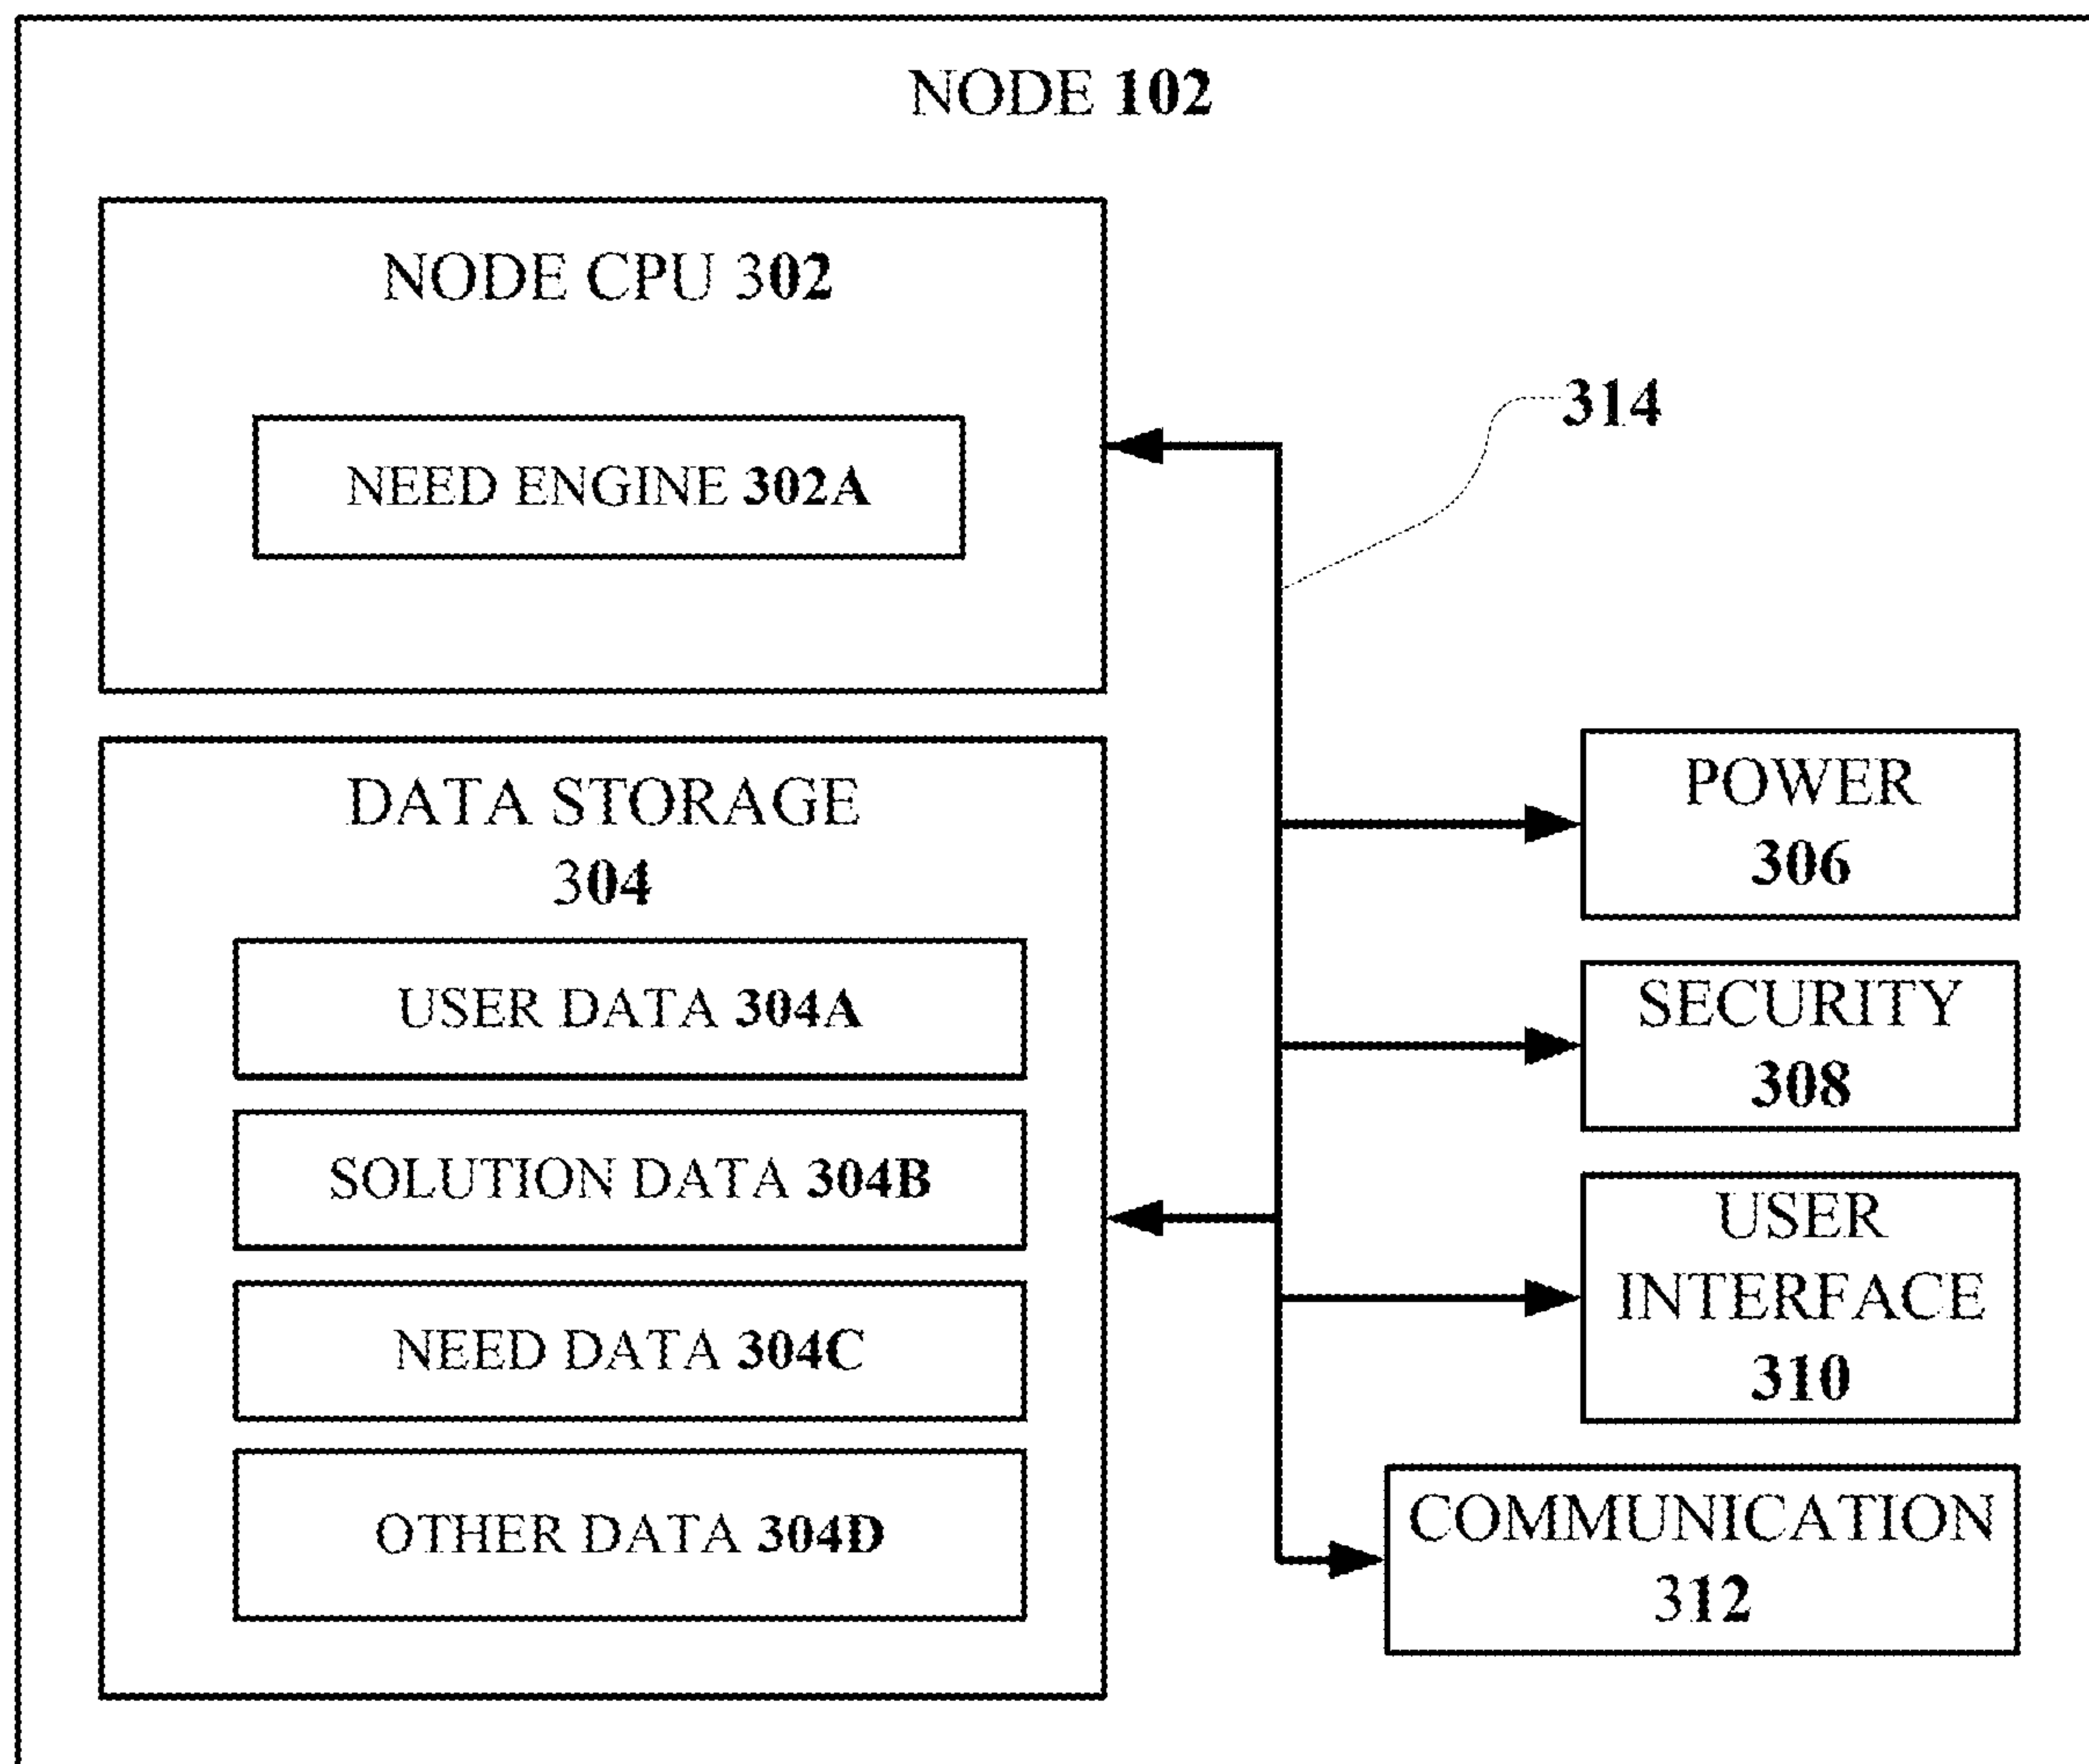 NODE 102
NODE CPU 302
NEED ENGINE 302A
314
DATA STORAGE
304
USER DATA 304A
SOLUTION DATA 304B
NEED DATA 304C
OTHER DATA 304D
POWER
306
SECURITY
308
USER
INTERFACE
310
COMMUNICATION
312